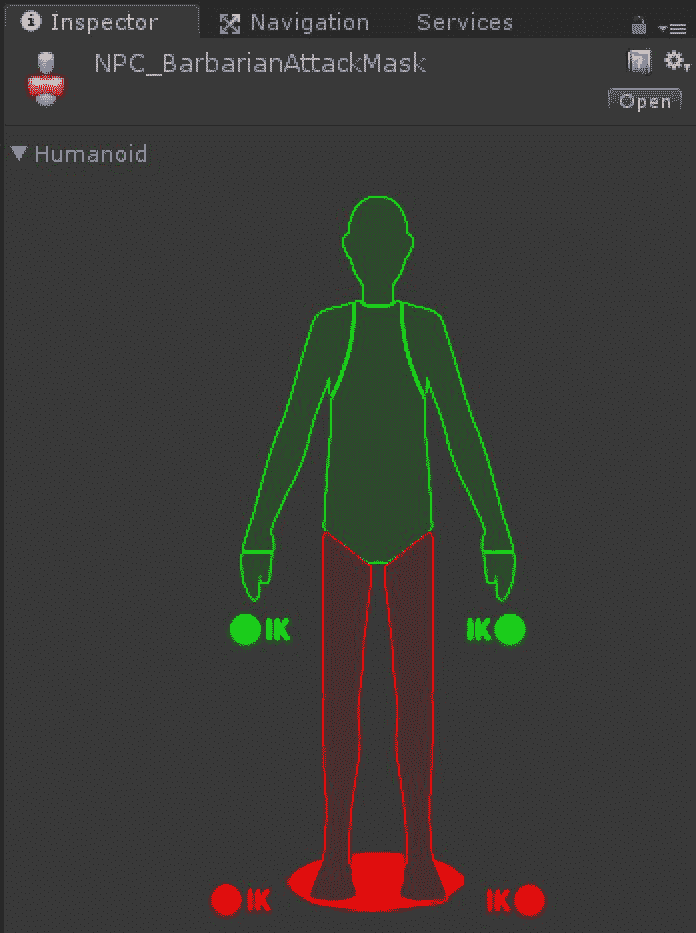 Inspector Navigation Services
NPC_BarbarianAttackMask
Open
Humanoid
IK IK
IK IK